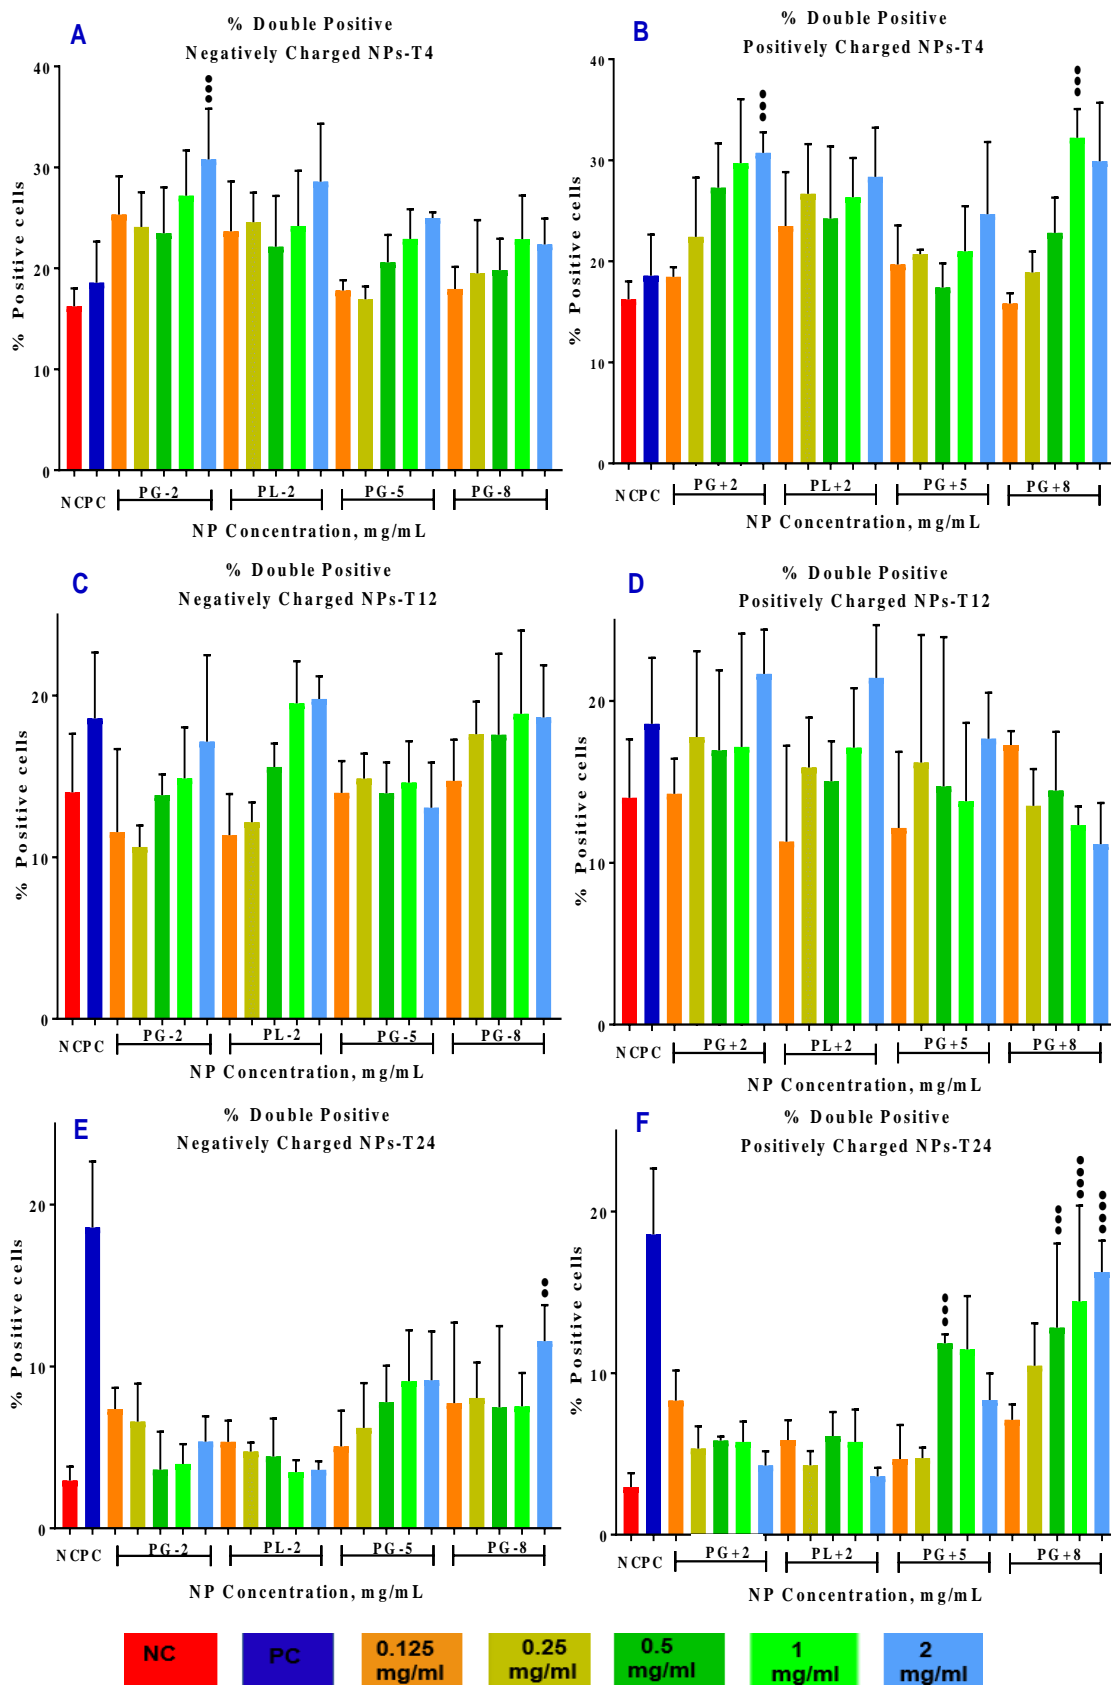 A
% Double Positive
Negatively Charged NPs-T4
% Positive cells
40
30
20
10
0
NC PC PG-2 PL-2 PG-5 PG-8
NP Concentration, mg/mL
B
% Double Positive
Positively Charged NPs-T4
% Positive cells
40
30
20
10
0
NC PC PG+2 PL+2 PG+5 PG+8
NP Concentration, mg/mL
C
% Double Positive
Negatively Charged NPs-T12
% Positive cells
20
10
0
NC PC PG-2 PL-2 PG-5 PG-8
NP Concentration, mg/mL
D
% Double Positive
Positively Charged NPs-T12
% Positive cells
20
10
0
NC PC PG+2 PL+2 PG+5 PG+8
NP Concentration, mg/mL
E
% Double Positive
Negatively Charged NPs-T24
% Positive cells
20
10
0
NC PC PG-2 PL-2 PG-5 PG-8
NP Concentration, mg/mL
F
% Double Positive
Positively Charged NPs-T24
% Positive cells
20
10
0
NC PC PG+2 PL+2 PG+5 PG+8
NP Concentration, mg/mL
NC
PC
0.125
mg/ml
0.25
mg/ml
0.5
mg/ml
1
mg/ml
2
mg/ml